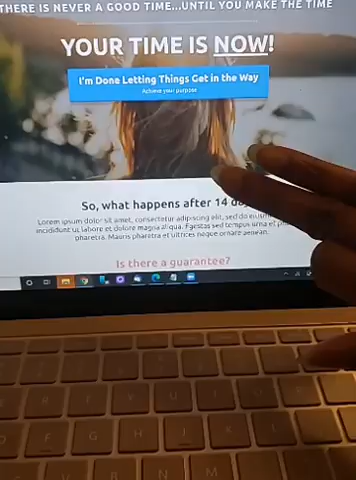 THERE IS NEVER A GOOD TIME...UNTIL YOU MAKE THE TIME
YOUR TIME IS NOW!
I'm Done Letting Things Get in the Way
Achieve your purpose
So, what happens after 14
Lorem ipsum dolor sit amet, consectetur adipiscing elit, sed do
incididunt ut labore et dolore magna aliqua. Egestas sed tempus urna et
pharetra. Mauris pharetra et ultrices neque ornare aenean.
Is there a guarantee?
E R T Y U
F G H J K L
V B N M